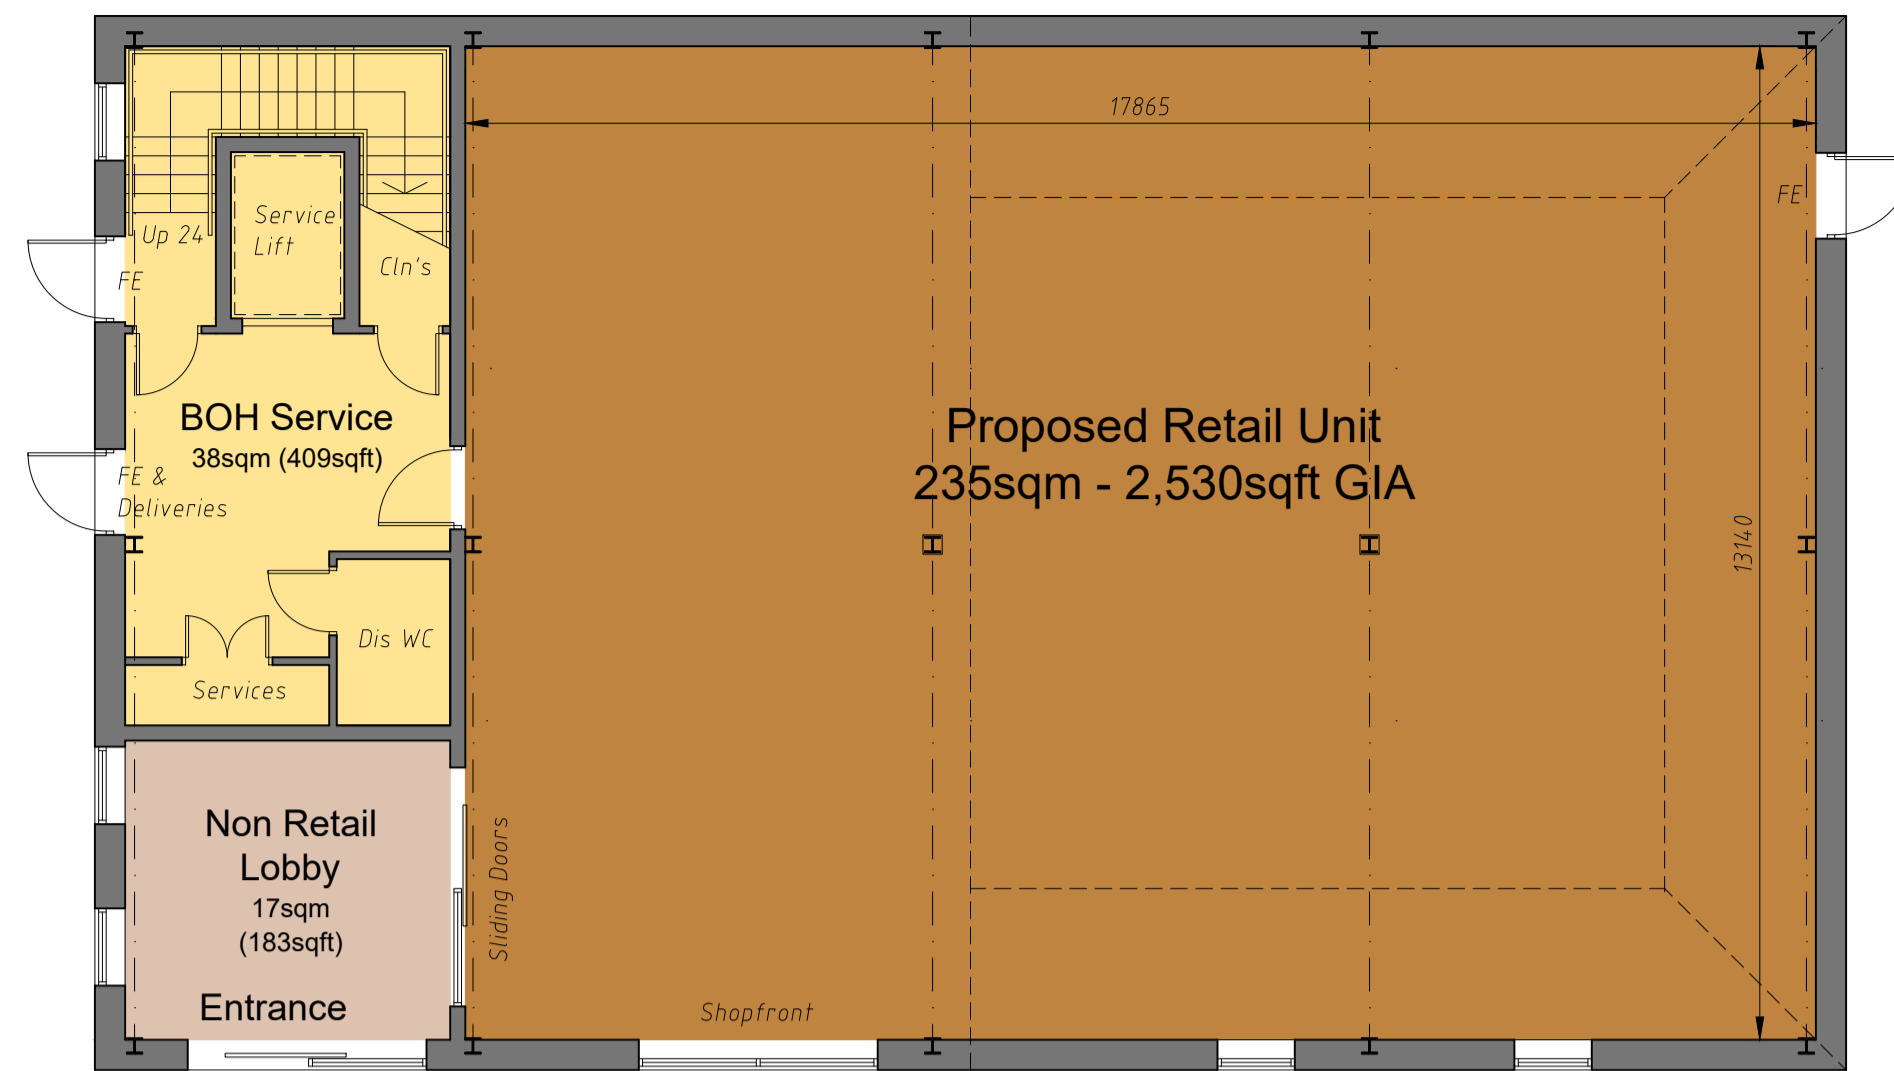 17865
FE
Service
Lift
Up 24
Cln's
FE
BOH Service
38sqm (409sqft)
FE &
Deliveries
Proposed Retail Unit
235sqm - 2,530sqft GIA
13140
Dis WC
Services
Non Retail
Lobby
17sqm
(183sqft)
Entrance
Sliding Doors
Shopfront